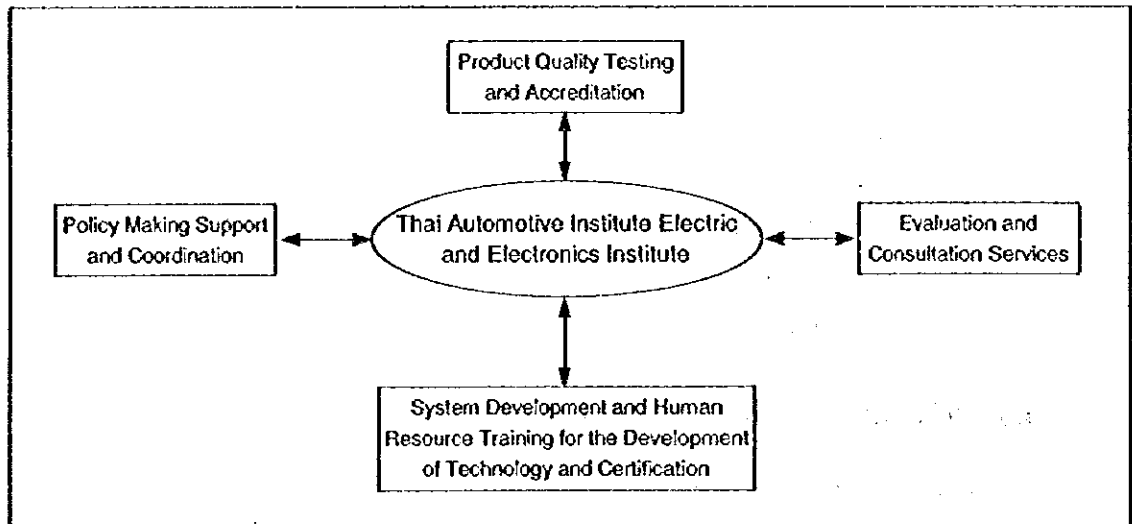 Product Quality Testing
and Accreditation
Policy Making Support
and Coordination
Thai Automotive Institute Electric
and Electronics Institute
Evaluation and
Consultation Services
System Development and Human
Resource Training for the Development
of Technology and Certification